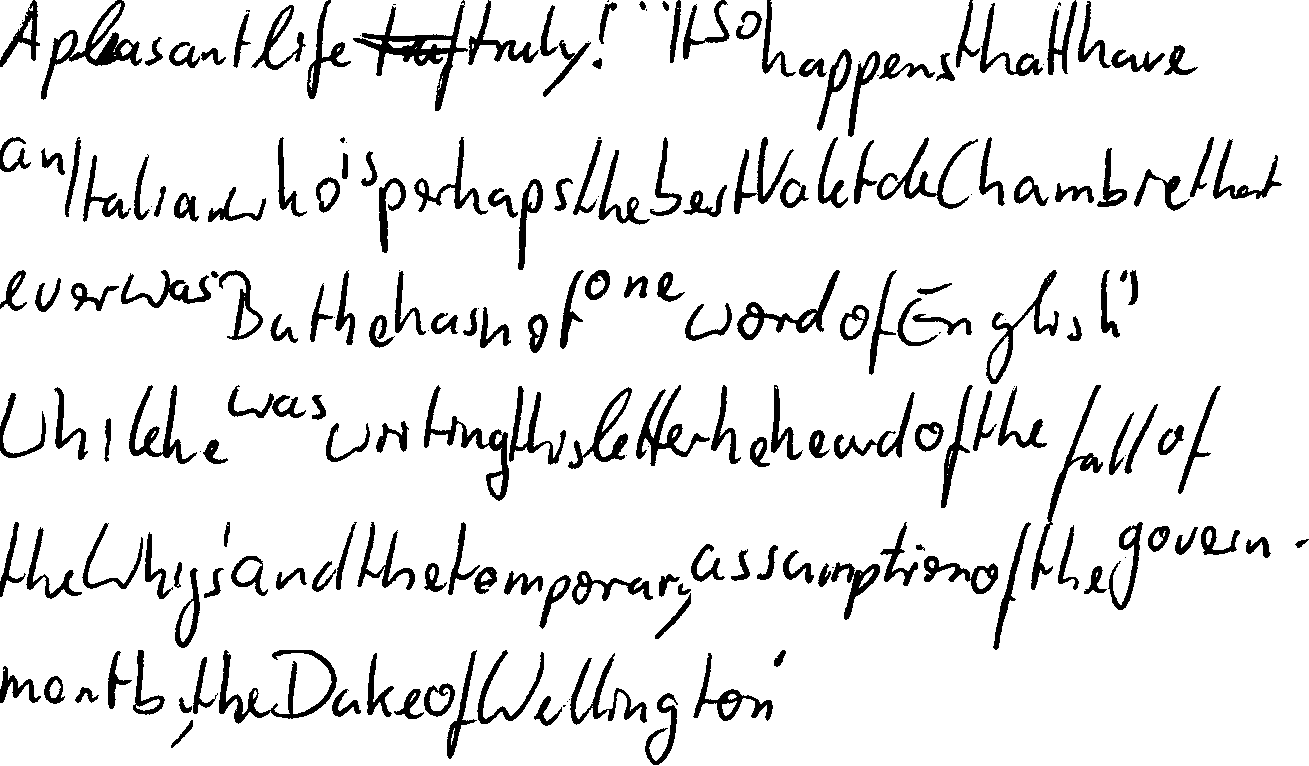 A pleasant life truly! "It so happens that I have
an Italian who is perhaps the best Valet de Chambre that
ever was. But he has not one word of English."
While he was writing this letter he heard of the fall of
the Whigs' and the temporary assumption of the govern-
ment by the Duke of Wellington.